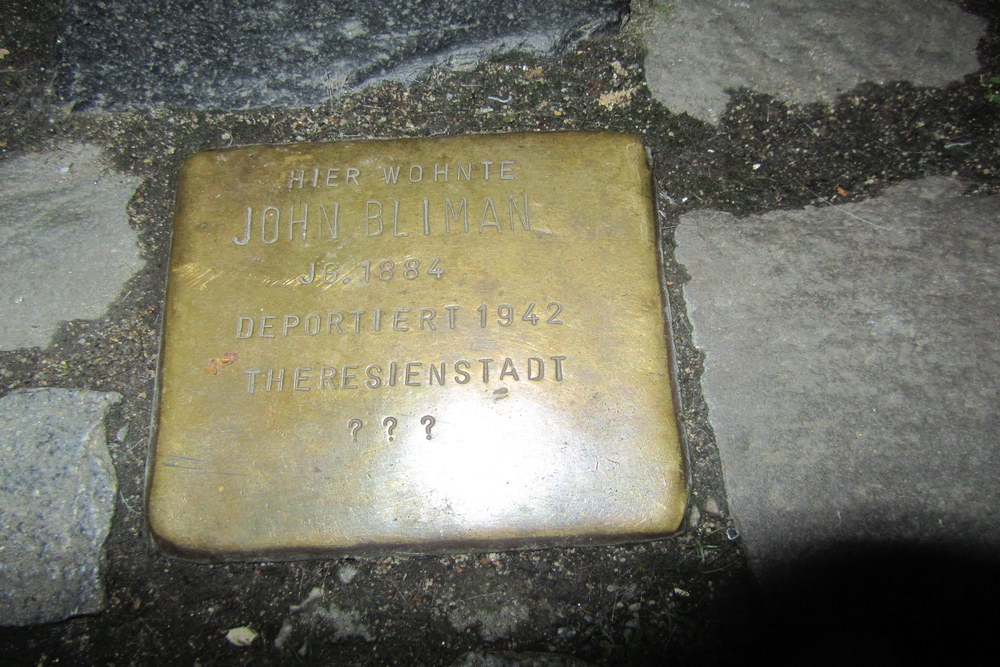 HIER WOHNTE
JOHN BLIMAN
JG. 1884
DEPORTIERT 1942
THERESIENSTADT
? ? ?